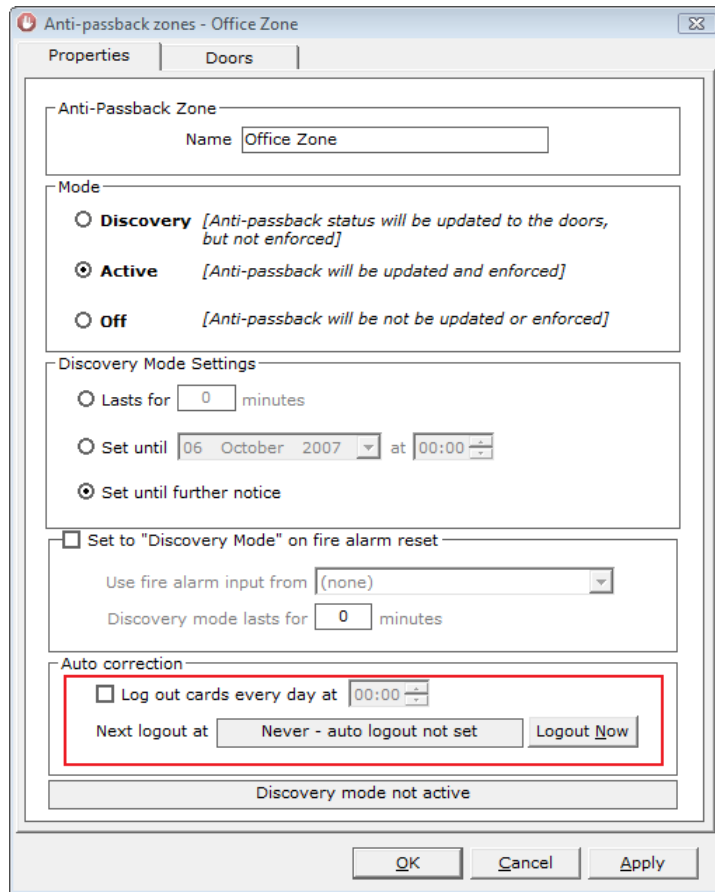 Anti-passback zones - Office Zone
Properties
Doors
Anti-Passback Zone
Name Office Zone
Mode
Discovery [Anti-passback status will be updated to the doors,
but not enforced]
Active [Anti-passback will be updated and enforced]
Off [Anti-passback will be not be updated or enforced]
Discovery Mode Settings
Lasts for 0 minutes
Set until 06 October 2007 at 00:00
Set until further notice
Set to "Discovery Mode" on fire alarm reset
Use fire alarm input from (none)
Discovery mode lasts for 0 minutes
Auto correction
Log out cards every day at 00:00
Next logout at Never - auto logout not set Logout Now
Discovery mode not active
OK Cancel Apply